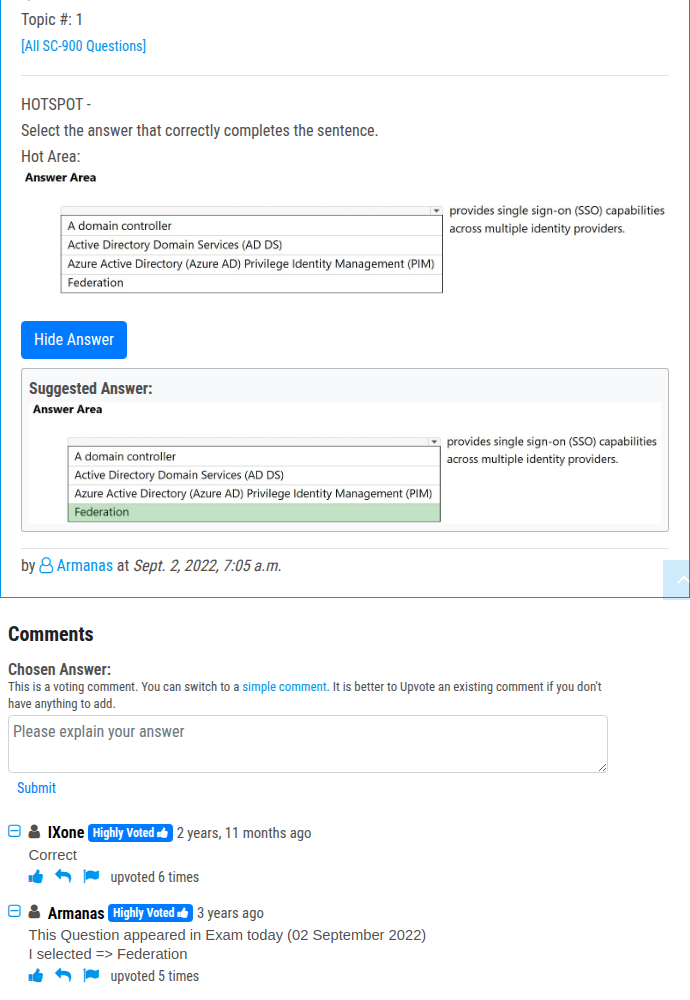 Topic #: 1
[All SC-900 Questions]
HOTSPOT -
Select the answer that correctly completes the sentence.
Hot Area:
Answer Area
provides single sign-on (SSO) capabilities
across multiple identity providers.
A domain controller
Active Directory Domain Services (AD DS)
Azure Active Directory (Azure AD) Privilege Identity Management (PIM)
Federation
Hide Answer
Suggested Answer:
Answer Area
provides single sign-on (SSO) capabilities
across multiple identity providers.
A domain controller
Active Directory Domain Services (AD DS)
Azure Active Directory (Azure AD) Privilege Identity Management (PIM)
Federation
by Armanas at Sept. 2, 2022, 7:05 a.m.
Comments
Chosen Answer:
This is a voting comment. You can switch to a simple comment. It is better to Upvote an existing comment if you don't
have anything to add.
Please explain your answer
Submit
IXone Highly Voted 2 years, 11 months ago
Correct
upvoted 6 times
Armanas Highly Voted 3 years ago
This Question appeared in Exam today (02 September 2022)
I selected => Federation
upvoted 5 times